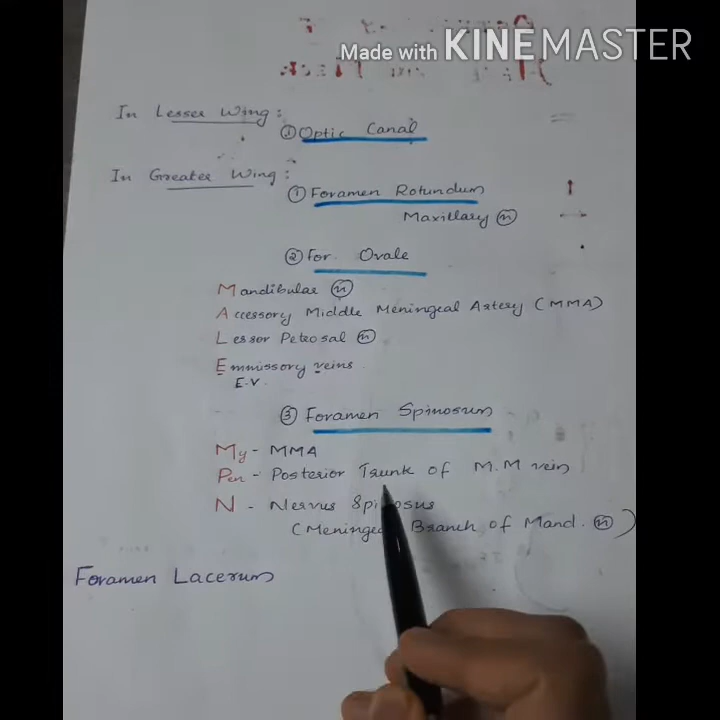 Made with KINEMASTER
In Lesser Wing:
① Optic Canal
In Greater Wing:
① Foramen Rotundum
Maxillary ⓝ
② For. Ovale
Mandibular ⓝ
Accessory Middle Meningeal Artery (MMA)
Lessor Petrosal ⓝ
Emmissory veins
E.V
③ Foramen Spinosum
My - MMA
Pen - Posterior Trunk of M.M vein
N - Nervus Spinosus
(Meningeal Branch of Mand. ⓝ)
Foramen Lacerum